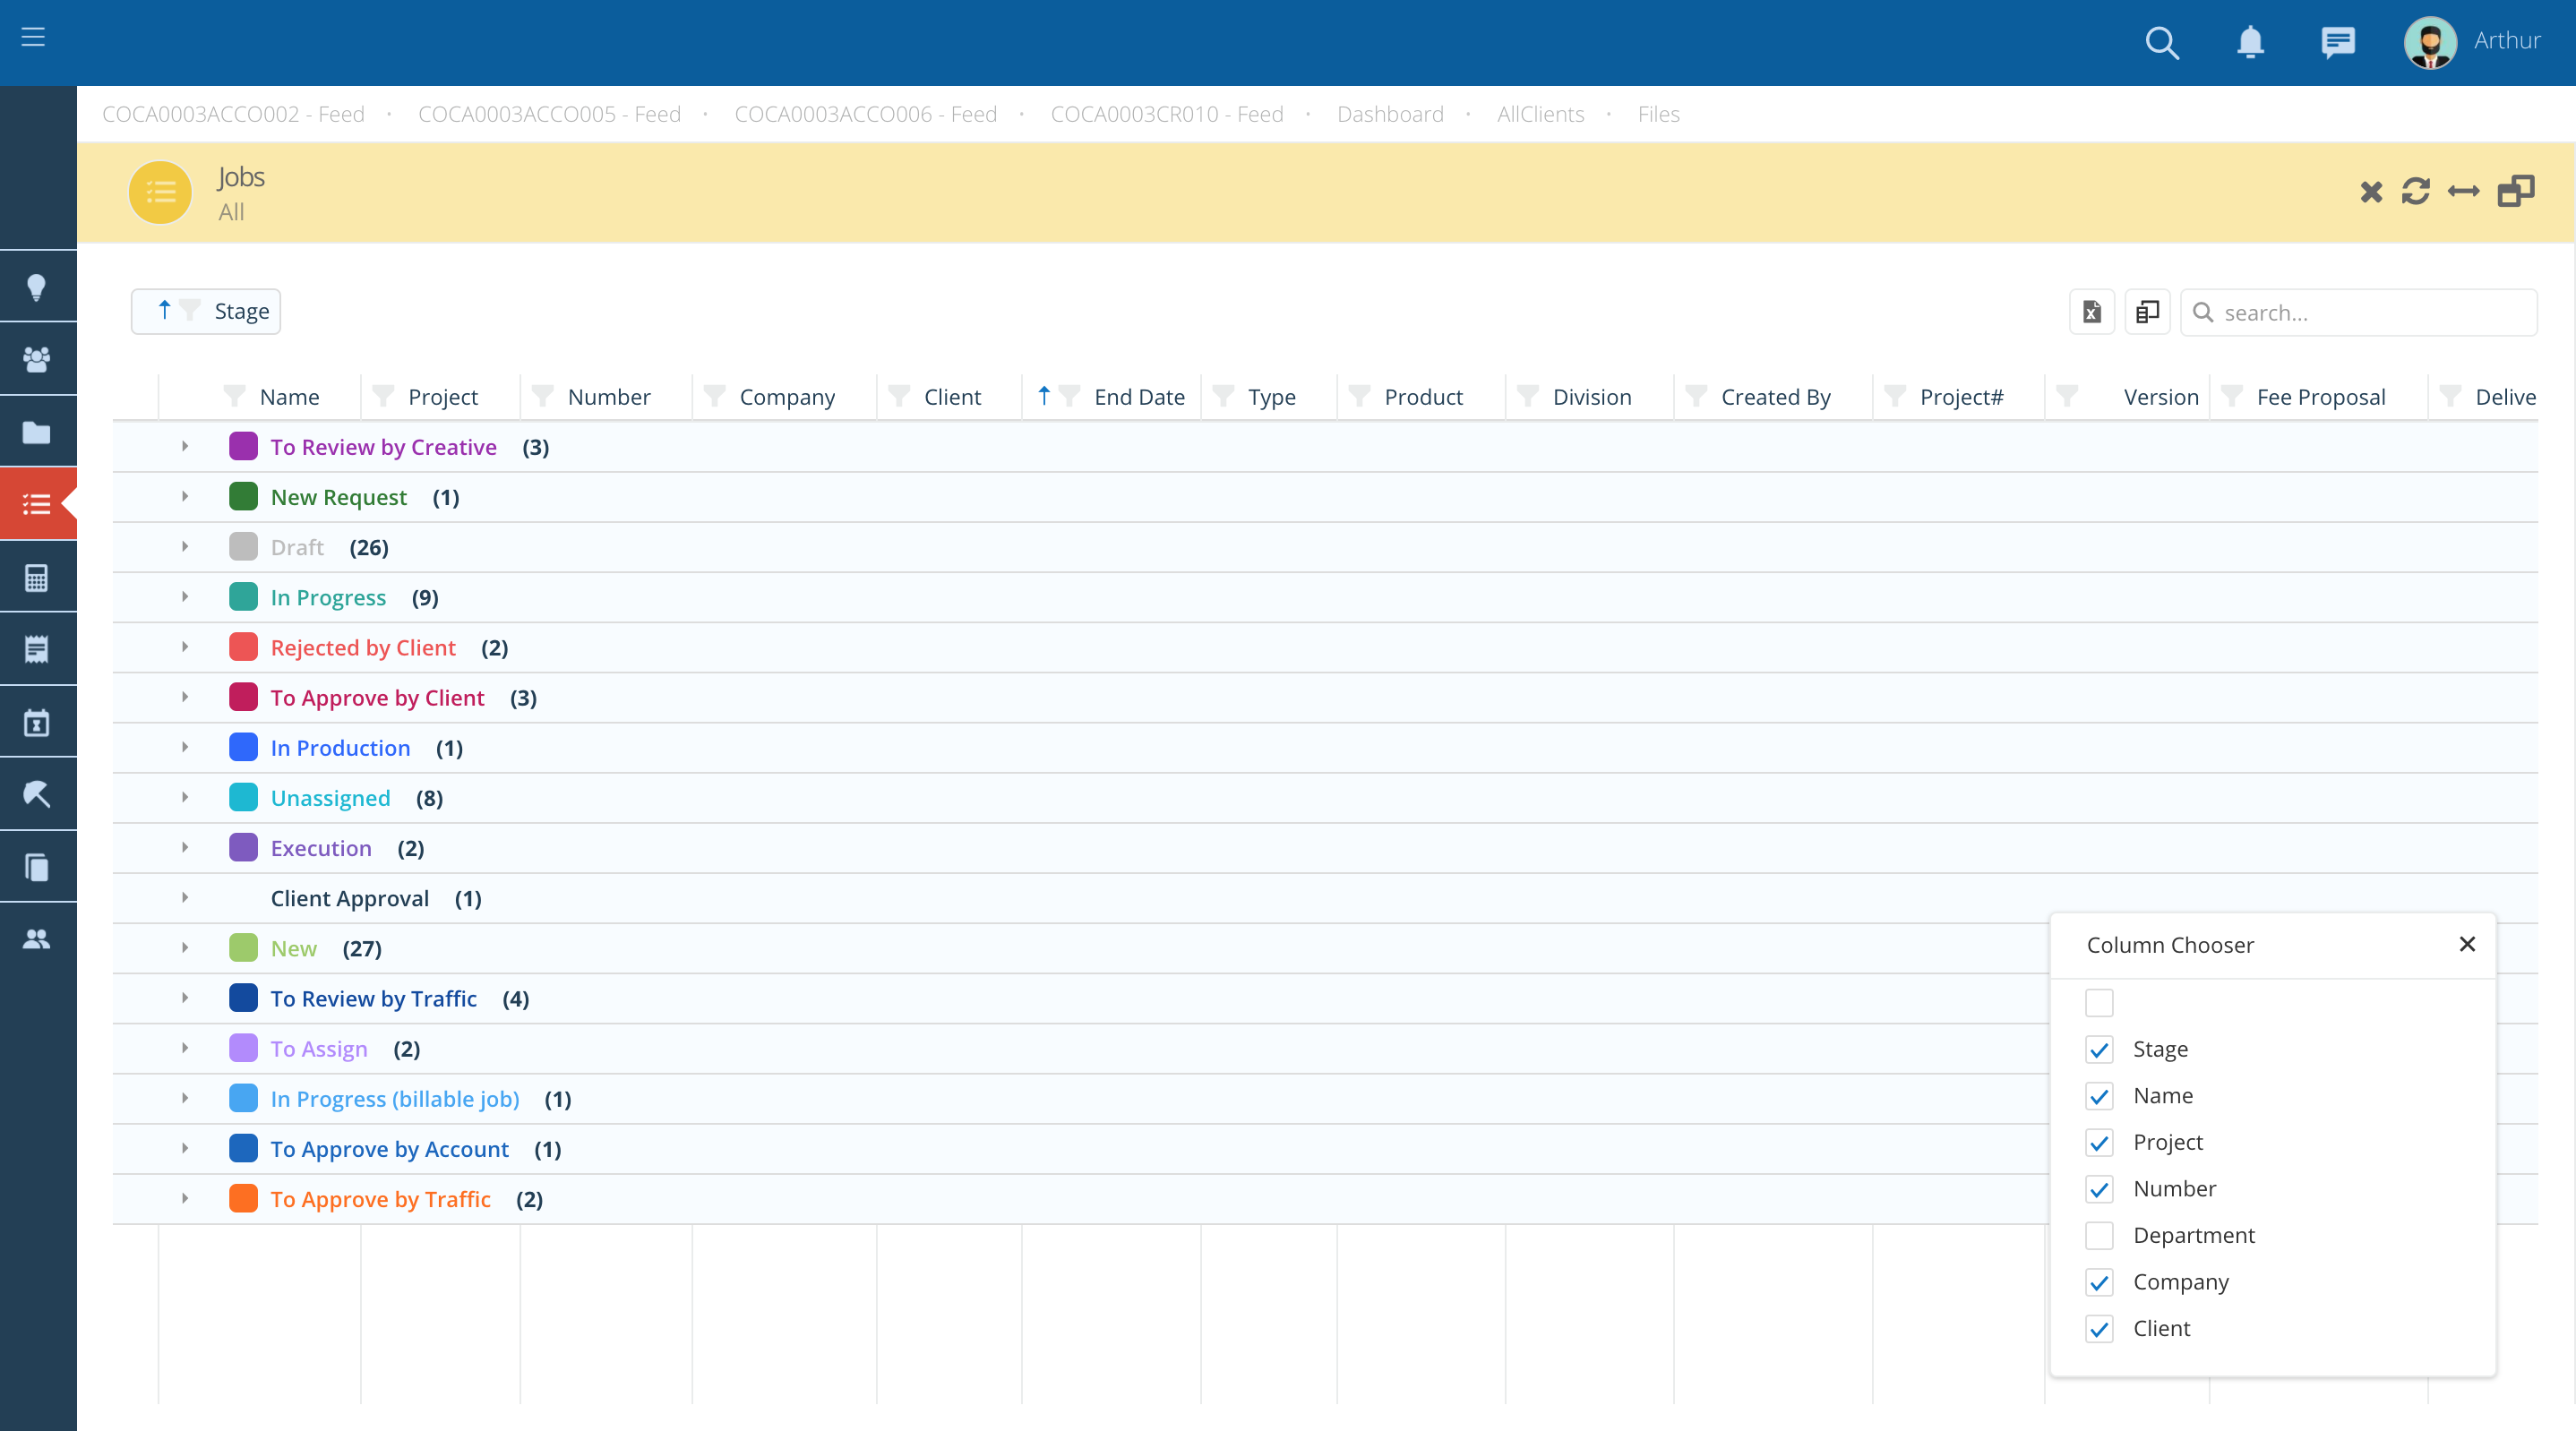 Arthur
COCA0003ACCO002 - Feed • COCA0003ACCO005 - Feed • COCA0003ACCO006 - Feed • COCA0003CR010 - Feed • Dashboard • AllClients • Files
Jobs
All
Stage
search...
Name Project Number Company Client End Date Type Product Division Created By Project# Version Fee Proposal Delive
To Review by Creative (3)
New Request (1)
Draft (26)
In Progress (9)
Rejected by Client (2)
To Approve by Client (3)
In Production (1)
Unassigned (8)
Execution (2)
Client Approval (1)
New (27)
To Review by Traffic (4)
To Assign (2)
In Progress (billable job) (1)
To Approve by Account (1)
To Approve by Traffic (2)
Column Chooser
Stage
Name
Project
Number
Department
Company
Client